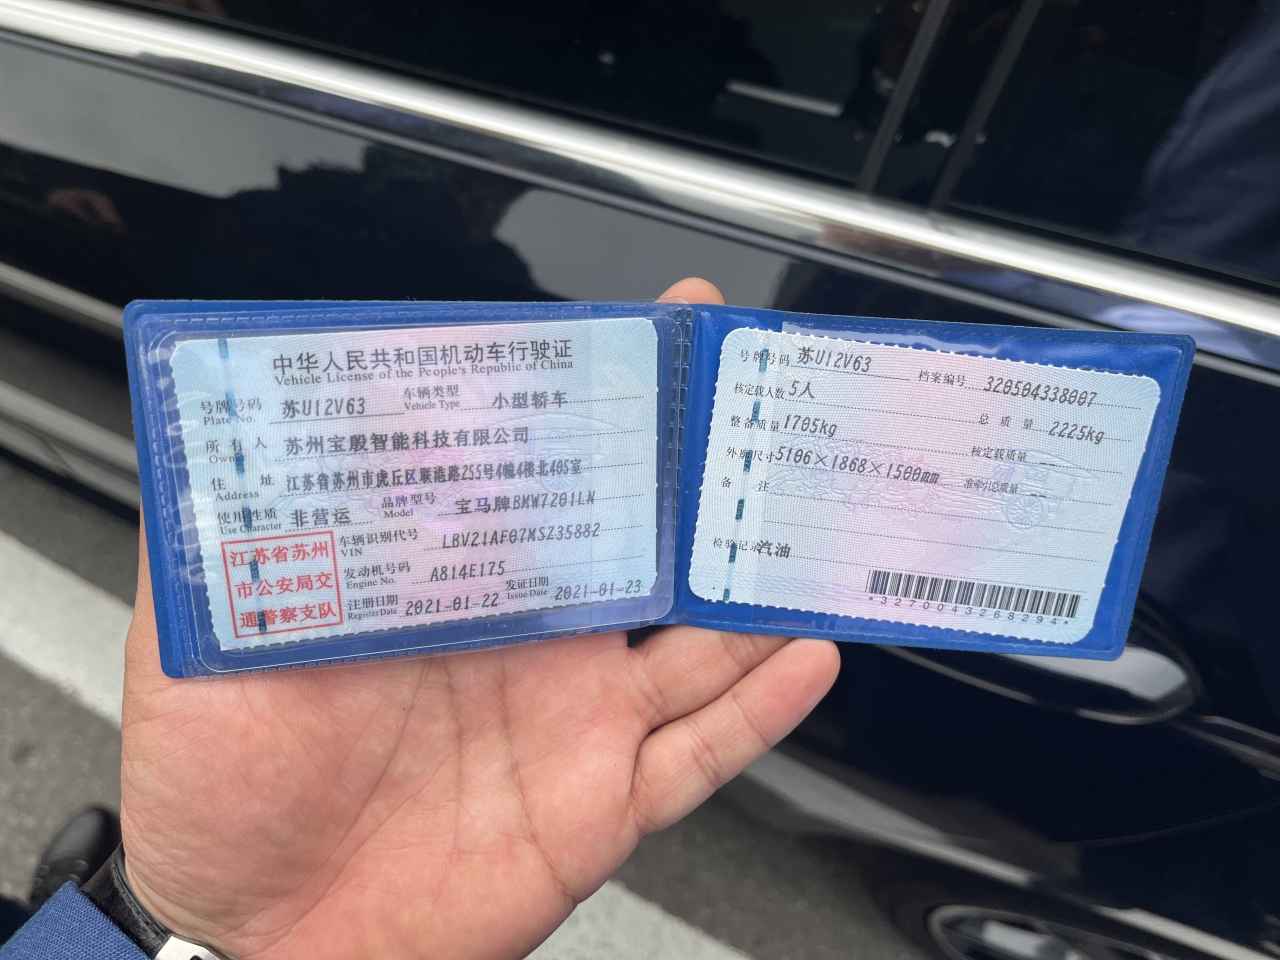 中华人民共和国机动车行驶证
Vehicle License of the People's Republic of China
号牌号码 Plate No. 苏U12V63 车辆类型 Vehicle Type 小型轿车
所有人 Owner 苏州宝殷智能科技有限公司
住址 Address 江苏省苏州市虎丘区联港路255号4幢4楼北405室
使用性质 Use Character 非营运 品牌型号 Model 宝马牌BMW7201LN
江苏省苏州
市公安局交
通警察支队
车辆识别代号 VIN LBV21AF07MSZ35882
发动机号码 Engine No. A814E175
注册日期 Register Date 2021-01-22 发证日期 Issue Date 2021-01-23
号牌号码 苏U12V63 档案编号 320504338007
核定载人数 5人 总质量 2225kg
整备质量 1705kg 核定载质量 --
外廓尺寸 5106×1868×1500mm 准牵引总质量 --
备注
检验记录 汽油
*3270043268294*